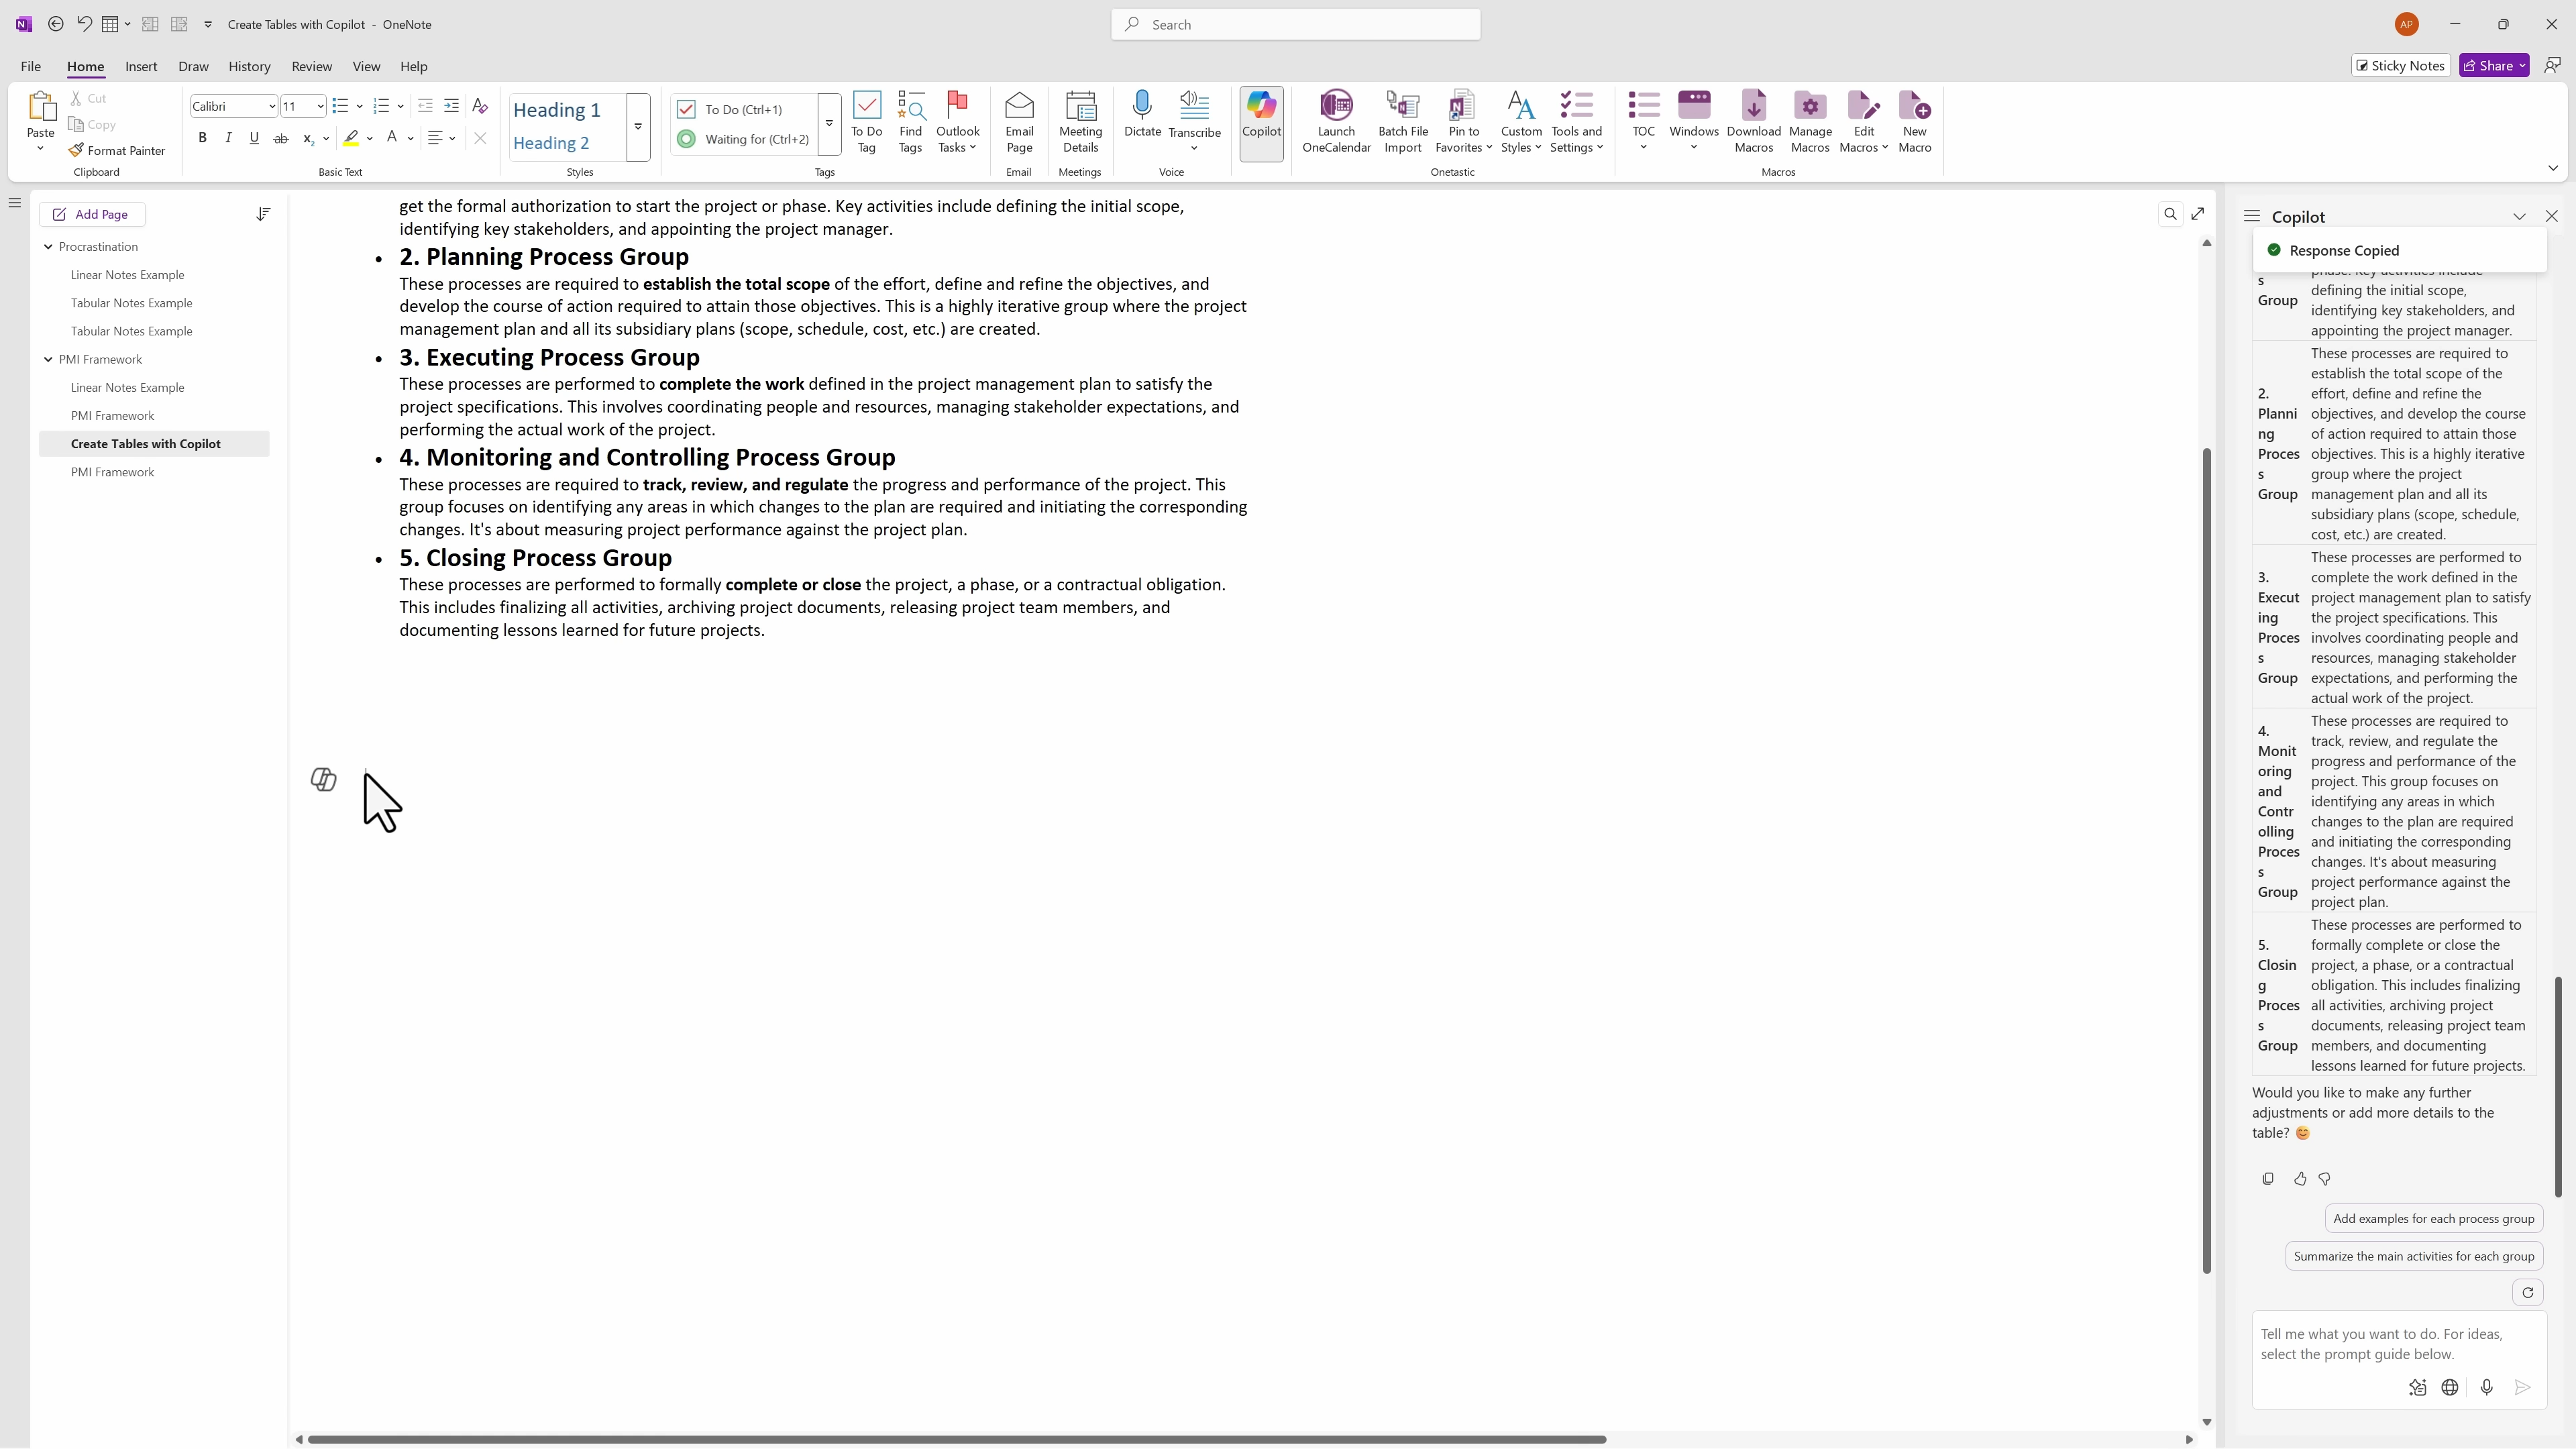 Create Tables with Copilot - OneNote
Search
AP
File Home Insert Draw History Review View Help
Sticky Notes
Share
Paste
Cut
Copy
Format Painter
Clipboard
Calibri
11
Basic Text
Heading 1
Heading 2
Styles
To Do (Ctrl+1)
Waiting for (Ctrl+2)
To Do
Tag
Find
Tags
Outlook
Tasks
Tags
Email
Page
Email
Meeting
Details
Meetings
Dictate
Transcribe
Voice
Copilot
Launch
OneCalendar
Batch File
Import
Pin to
Favorites
Custom
Styles
Tools and
Settings
Onetastic
TOC
Windows
Download
Macros
Manage
Macros
Edit
Macros
New
Macro
Macros
Add Page
Procrastination
Linear Notes Example
Tabular Notes Example
Tabular Notes Example
PMI Framework
Linear Notes Example
PMI Framework
Create Tables with Copilot
PMI Framework
get the formal authorization to start the project or phase. Key activities include defining the initial scope,
identifying key stakeholders, and appointing the project manager.
• 2. Planning Process Group
These processes are required to establish the total scope of the effort, define and refine the objectives, and
develop the course of action required to attain those objectives. This is a highly iterative group where the project
management plan and all its subsidiary plans (scope, schedule, cost, etc.) are created.
• 3. Executing Process Group
These processes are performed to complete the work defined in the project management plan to satisfy the
project specifications. This involves coordinating people and resources, managing stakeholder expectations, and
performing the actual work of the project.
• 4. Monitoring and Controlling Process Group
These processes are required to track, review, and regulate the progress and performance of the project. This
group focuses on identifying any areas in which changes to the plan are required and initiating the corresponding
changes. It's about measuring project performance against the project plan.
• 5. Closing Process Group
These processes are performed to formally complete or close the project, a phase, or a contractual obligation.
This includes finalizing all activities, archiving project documents, releasing project team members, and
documenting lessons learned for future projects.
Copilot
Response Copied
s
Group
phase. Key activities include
defining the initial scope,
identifying key stakeholders, and
appointing the project manager.
2.
Planni
ng
Proces
s
Group
These processes are required to
establish the total scope of the
effort, define and refine the
objectives, and develop the course
of action required to attain those
objectives. This is a highly iterative
group where the project
management plan and all its
subsidiary plans (scope, schedule,
cost, etc.) are created.
3.
Execut
ing
Proces
s
Group
These processes are performed to
complete the work defined in the
project management plan to satisfy
the project specifications. This
involves coordinating people and
resources, managing stakeholder
expectations, and performing the
actual work of the project.
4.
Monit
oring
and
Contr
olling
Proces
s
Group
These processes are required to
track, review, and regulate the
progress and performance of the
project. This group focuses on
identifying any areas in which
changes to the plan are required
and initiating the corresponding
changes. It's about measuring
project performance against the
project plan.
5.
Closin
g
Proces
s
Group
These processes are performed to
formally complete or close the
project, a phase, or a contractual
obligation. This includes finalizing
all activities, archiving project
documents, releasing project team
members, and documenting
lessons learned for future projects.
Would you like to make any further
adjustments or add more details to the
table? 😊
Add examples for each process group
Summarize the main activities for each group
Tell me what you want to do. For ideas,
select the prompt guide below.